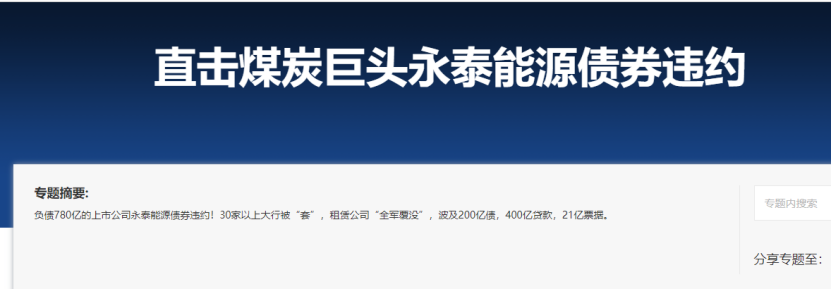 直击煤炭巨头永泰能源债券违约
专题摘要:
负债780亿的上市公司永泰能源债券违约！30家以上大行被“套”，租赁公司“全军覆没”，波及200亿债，400亿贷款，21亿票据。
专题内搜索
分享专题至：